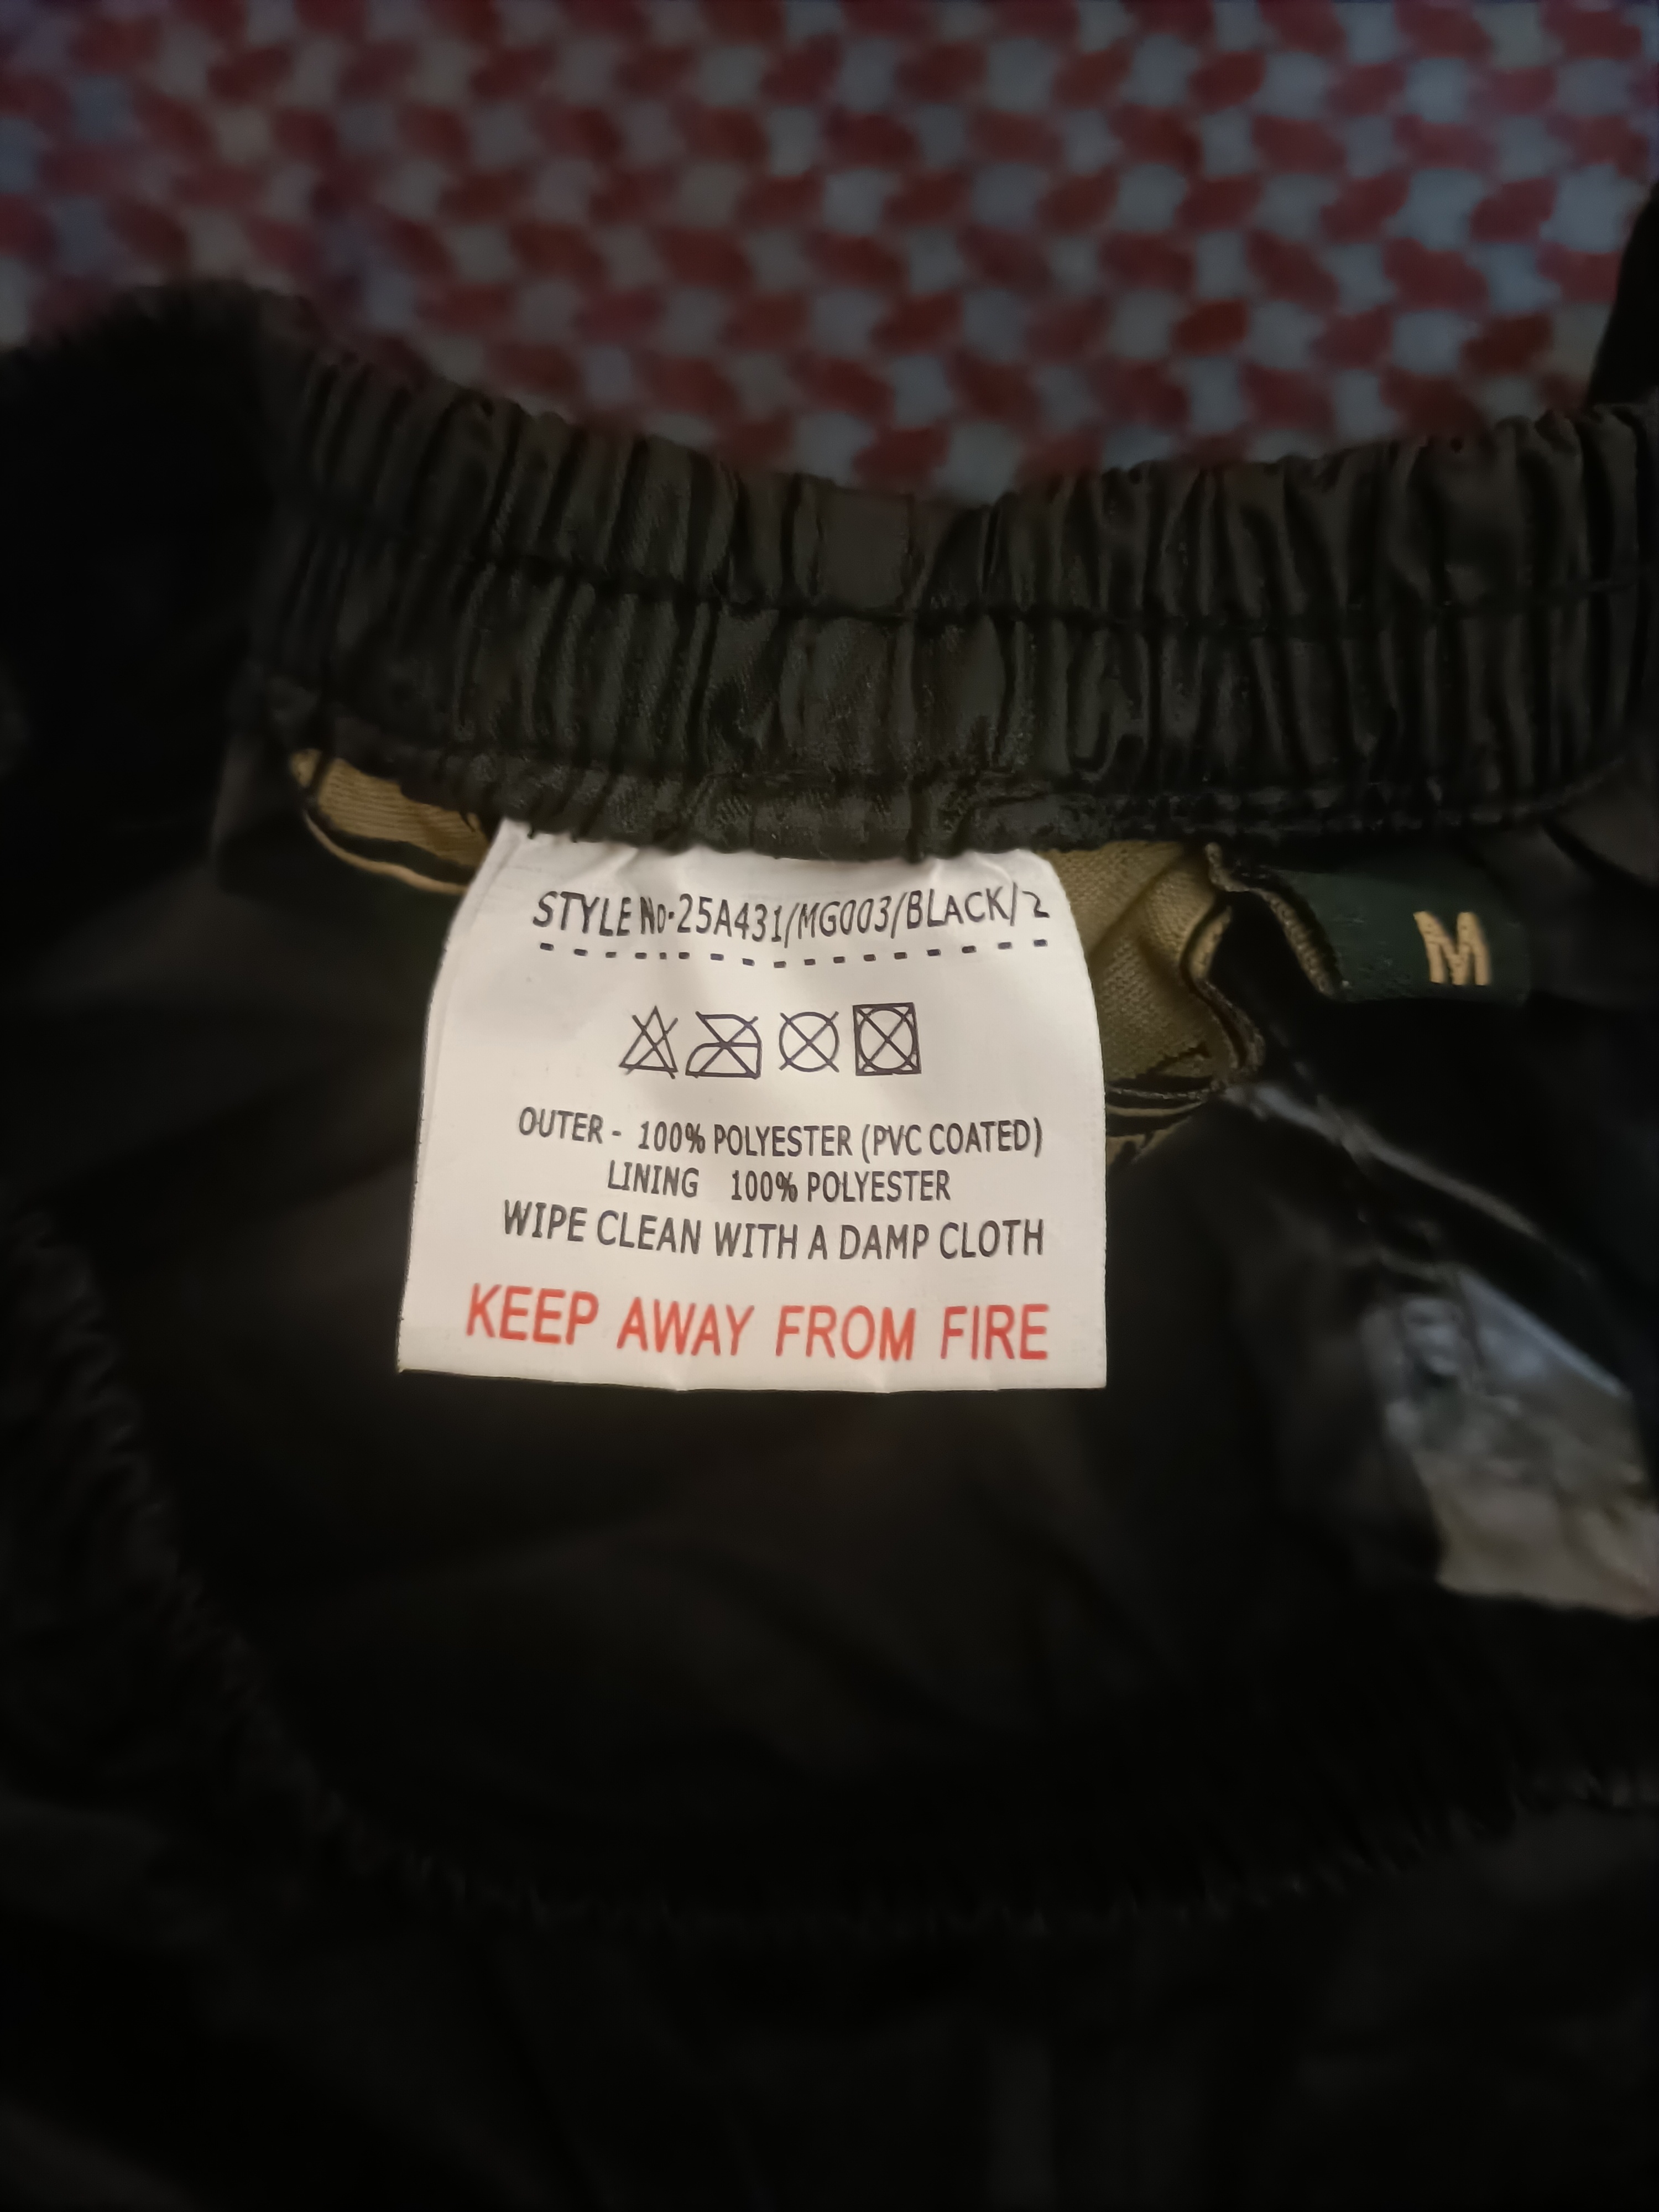 STYLE No-25A431/MG003/BLACK/2
OUTER - 100% POLYESTER (PVC COATED)
LINING 100% POLYESTER
WIPE CLEAN WITH A DAMP CLOTH
KEEP AWAY FROM FIRE
M